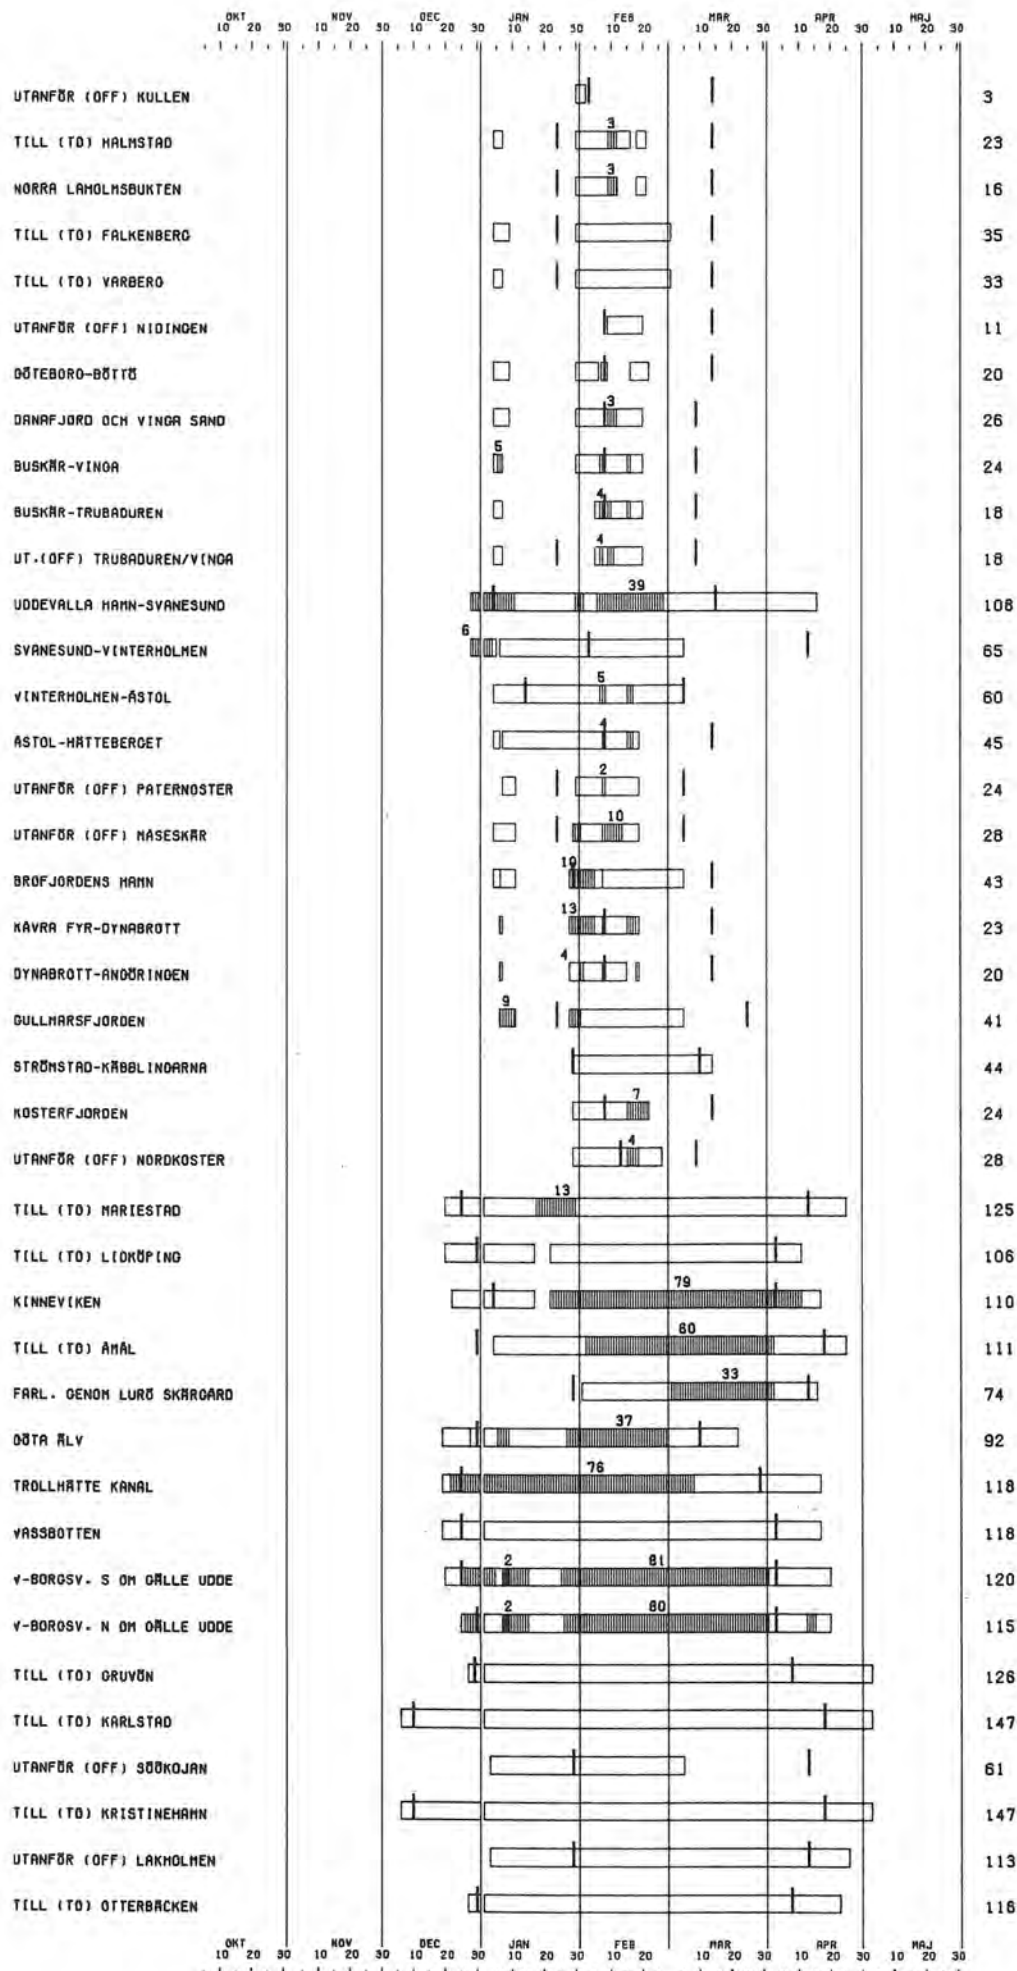 OKT NOV DEC JAN FEB MAR APR MAJ
10 20 30 10 20 30 10 20 30 10 20 30 10 20 10 20 30 10 20 30 10 20 30
UTANFÖR (OFF) KULLEN 3
3
TILL (TO) HALMSTAD 23
3
NORRA LAHOLMSBUKTEN 16
TILL (TO) FALKENBERG 35
TILL (TO) VARBERG 33
UTANFÖR (OFF) NIDINGEN 11
GÖTEBORG-BÖTTÖ 20
3
DANAFJORD OCH VINGA SAND 26
5
BUSKÄR-VINGA 24
4
BUSKÄR-TRUBADUREN 18
4
UT.(OFF) TRUBADUREN/VINGA 18
39
UDDEVALLA HAMN-SVANESUND 108
6
SVANESUND-VINTERHOLMEN 65
5
VINTERHOLMEN-ÅSTOL 60
4
ÅSTOL-HÄTTEBERGET 45
2
UTANFÖR (OFF) PATERNOSTER 24
10
UTANFÖR (OFF) MÅSESKÄR 28
10
BROFJORDENS HAMN 43
13
KÅVRA FYR-DYNABROTT 23
4
DYNABROTT-ANGÖRINGEN 20
9
GULLMARSFJORDEN 41
STRÖMSTAD-KÄBBLINGARNA 44
7
KOSTERFJORDEN 24
4
UTANFÖR (OFF) NORDKOSTER 28
13
TILL (TO) MARIESTAD 125
TILL (TO) LIDKÖPING 106
79
KINNEVIKEN 110
60
TILL (TO) ÅMÅL 111
33
FARL. GENOM LURÖ SKÄRGÅRD 74
37
GÖTA ÄLV 92
76
TROLLHÄTTE KANAL 118
VASSBOTTEN 118
2 81
V-BORGSV. S OM GÄLLE UDDE 120
2 80
V-BORGSV. N OM GÄLLE UDDE 115
TILL (TO) GRUVÖN 126
TILL (TO) KARLSTAD 147
UTANFÖR (OFF) SÖÖKOJAN 61
TILL (TO) KRISTINEHAMN 147
UTANFÖR (OFF) LAKHOLMEN 113
TILL (TO) OTTERBÄCKEN 116
OKT NOV DEC JAN FEB MAR APR MAJ
10 20 30 10 20 30 10 20 30 10 20 30 10 20 10 20 30 10 20 30 10 20 30